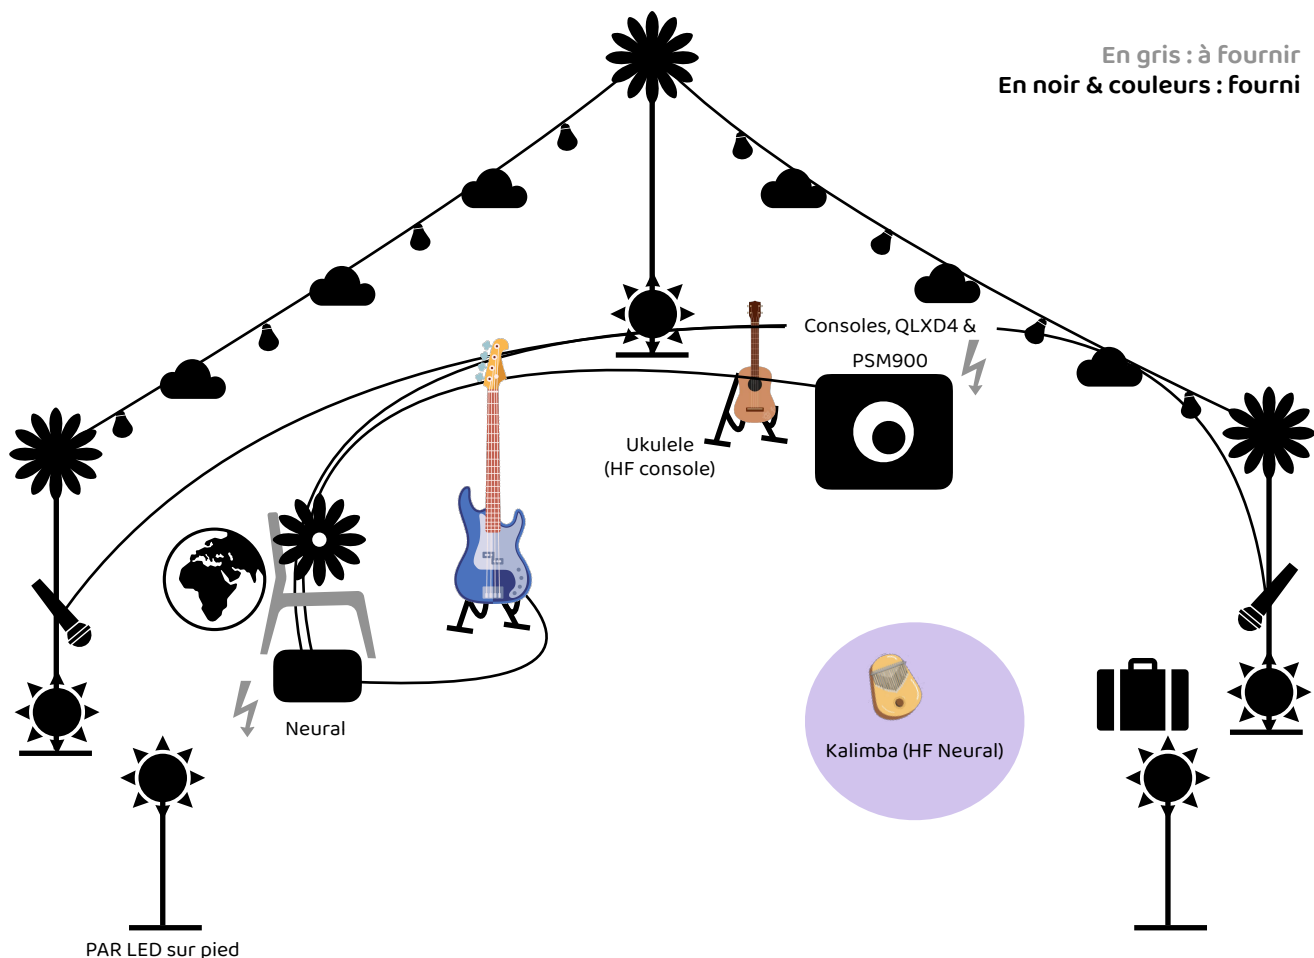 En gris : à fournir
En noir & couleurs : fourni
Consoles, QLXD4 &
PSM900
Ukulele
(HF console)
Neural
Kalimba (HF Neural)
PAR LED sur pied